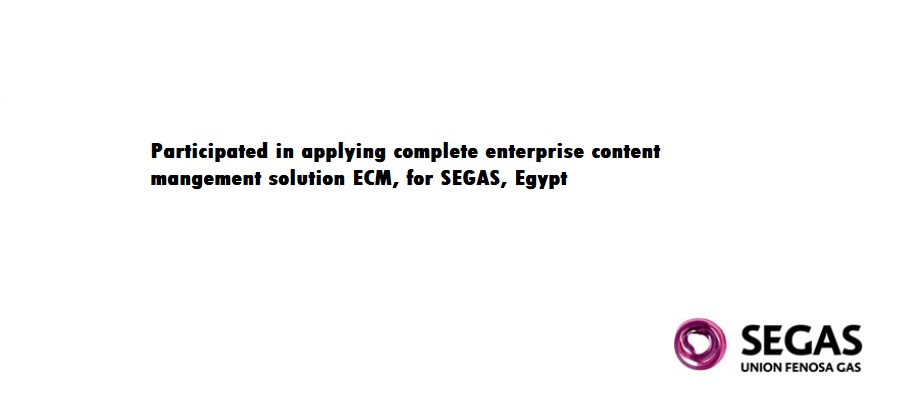 Participated in applying complete enterprise content
mangement solution ECM, for SEGAS, Egypt
SEGAS
UNION FENOSA GAS